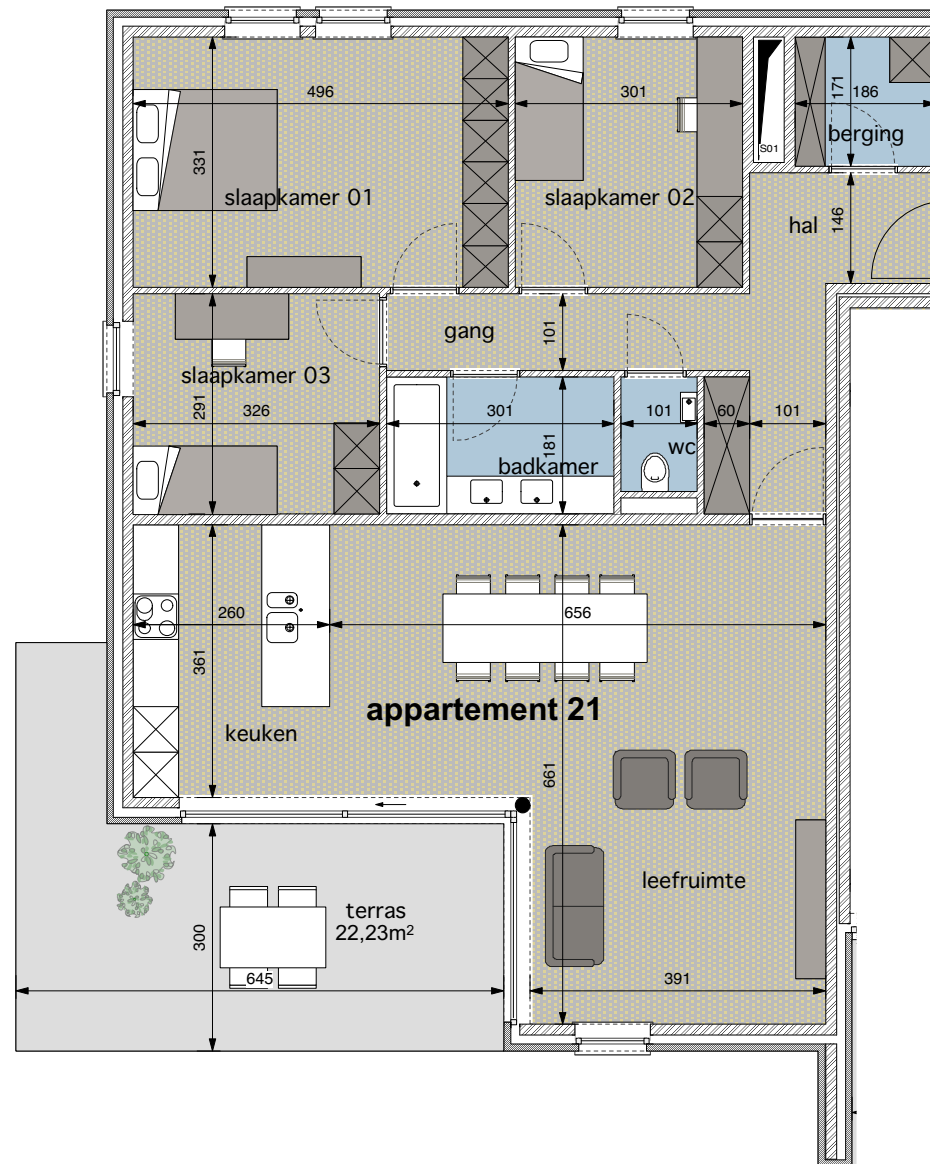 496
301
171
186
berging
S01
331
slaapkamer 01
slaapkamer 02
hal
146
gang
101
slaapkamer 03
291
326
301
181
badkamer
101
wc
60
101
260
656
361
appartement 21
keuken
661
leefruimte
terras
22,23m²
300
645
391